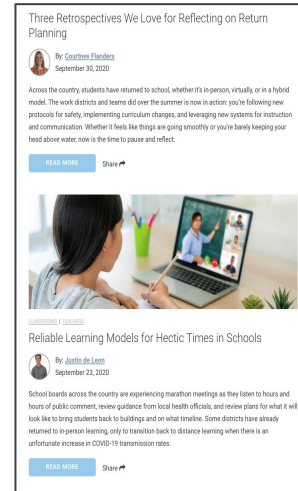 Three Retrospectives We Love for Reflecting on Return
Planning
By: Courtney Flanders
September 30, 2020
Across the country, students have returned to school, whether it's in-person, virtually, or in a hybrid
model. The work districts and teams did over the summer is now in action: you're following new
protocols for safety, implementing curriculum changes, and leveraging new systems for instruction
and communication. Whether it feels like things are going smoothly or you're barely keeping your
head above water, now is the time to pause and reflect.
READ MORE Share
CLASSROOMS | TEACHERS
Reliable Learning Models for Hectic Times in Schools
By: Justin de Leon
September 23, 2020
School boards across the country are experiencing marathon meetings as they listen to hours and
hours of public comment, review guidance from local health officials, and review plans for what it will
look like to bring students back to buildings and on what timeline. Some districts have already
returned to in-person learning, only to transition back to distance learning when there is an
unfortunate increase in COVID-19 transmission rates.
READ MORE Share